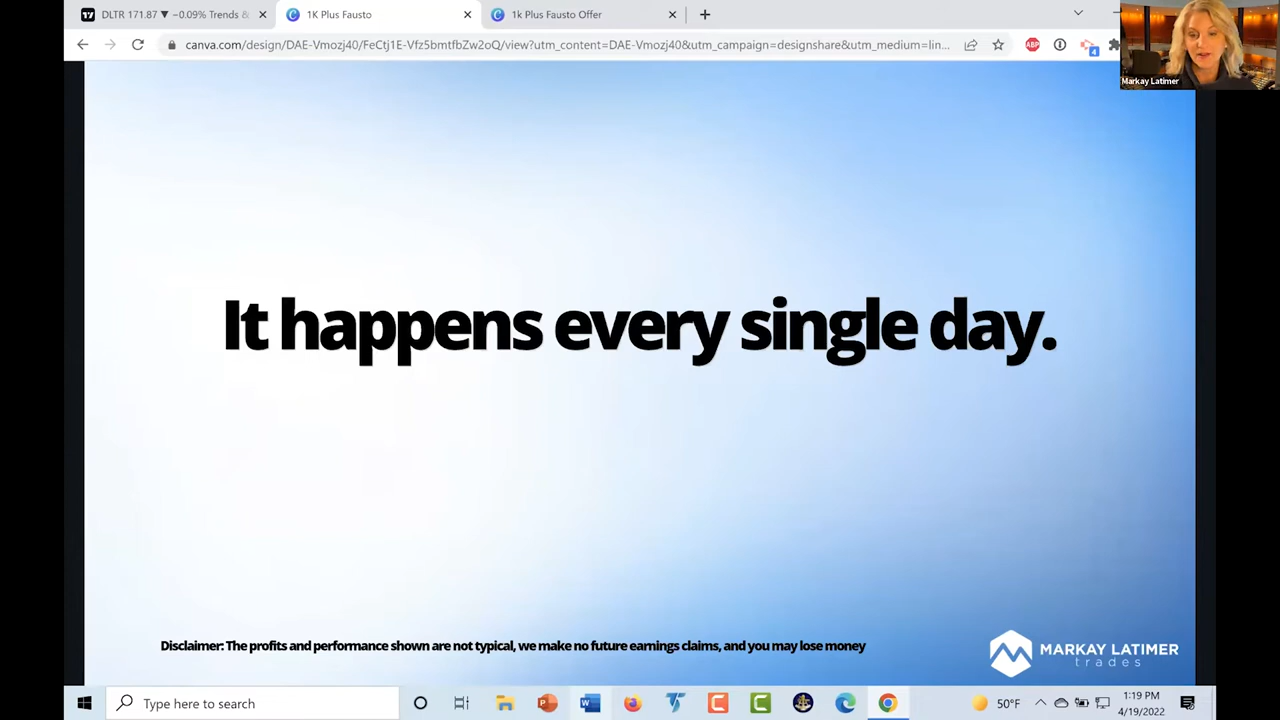 DLTR 171.87 ▼ −0.09% Trends &
1K Plus Fausto
1k Plus Fausto Offer
canva.com/design/DAE-Vmozj40/FeCtj1E-Vfz5bmtfbZw2oQ/view?utm_content=DAE-Vmozj40&utm_campaign=designshare&utm_medium=lin...
ABP
4
Markay Latimer
It happens every single day.
Disclaimer: The profits and performance shown are not typical, we make no future earnings claims, and you may lose money
MARKAY LATIMER
trades
Type here to search
50°F
1:19 PM
4/19/2022